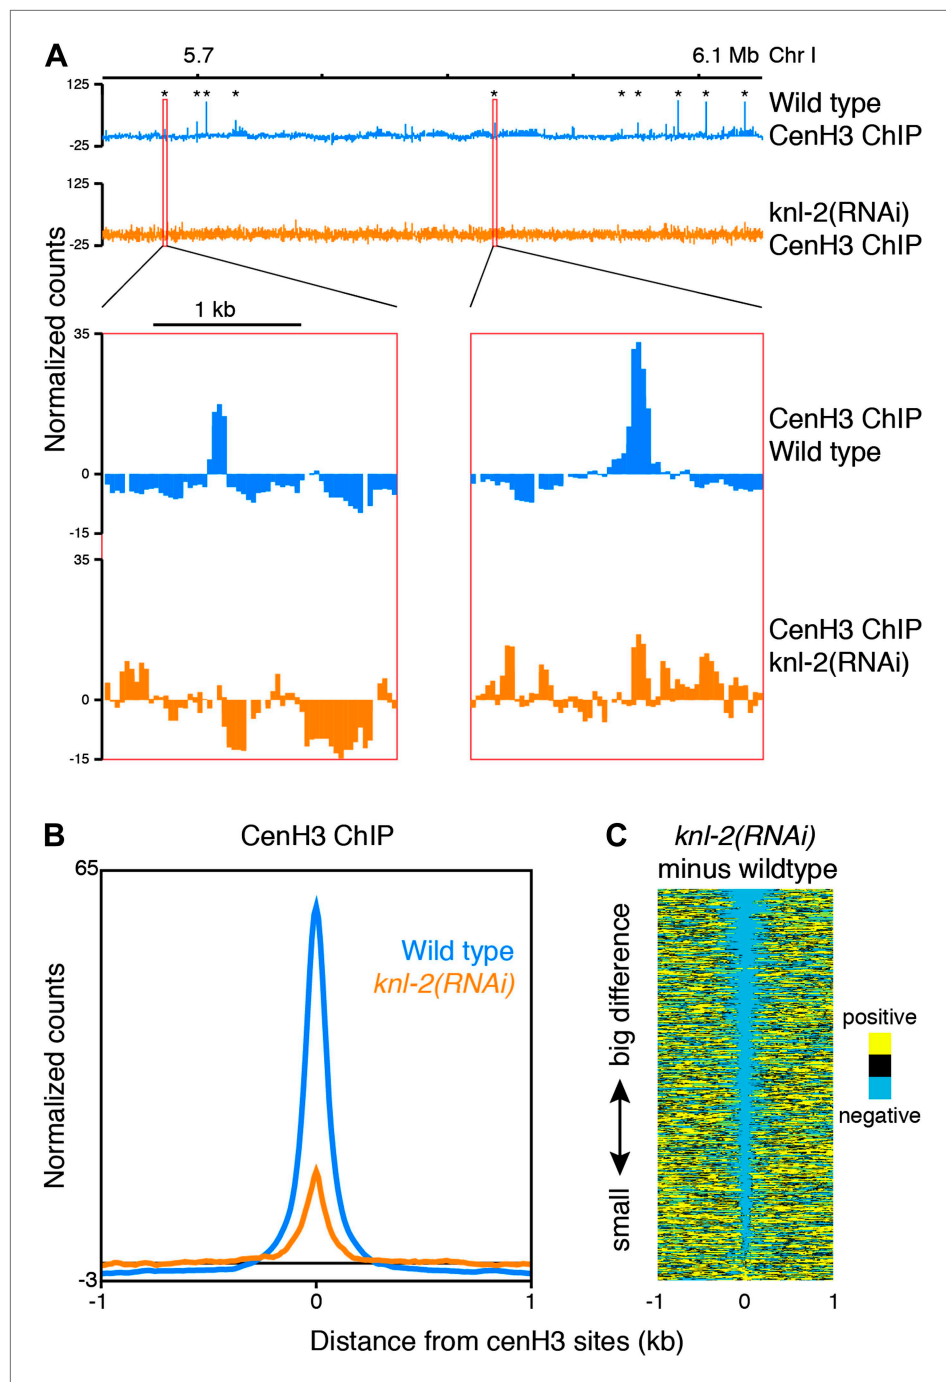 A
5.7
6.1 Mb Chr I
125
* ** * * * * * * *
Wild type
CenH3 ChIP
-25
125
knl-2(RNAi)
CenH3 ChIP
-25
Normalized counts
1 kb
35
CenH3 ChIP
Wild type
0
-15
35
CenH3 ChIP
knl-2(RNAi)
0
-15
B
CenH3 ChIP
65
Wild type
knl-2(RNAi)
Normalized counts
-3
-1 0 1
Distance from cenH3 sites (kb)
C
knl-2(RNAi)
minus wildtype
big difference
small
positive
negative
-1 0 1